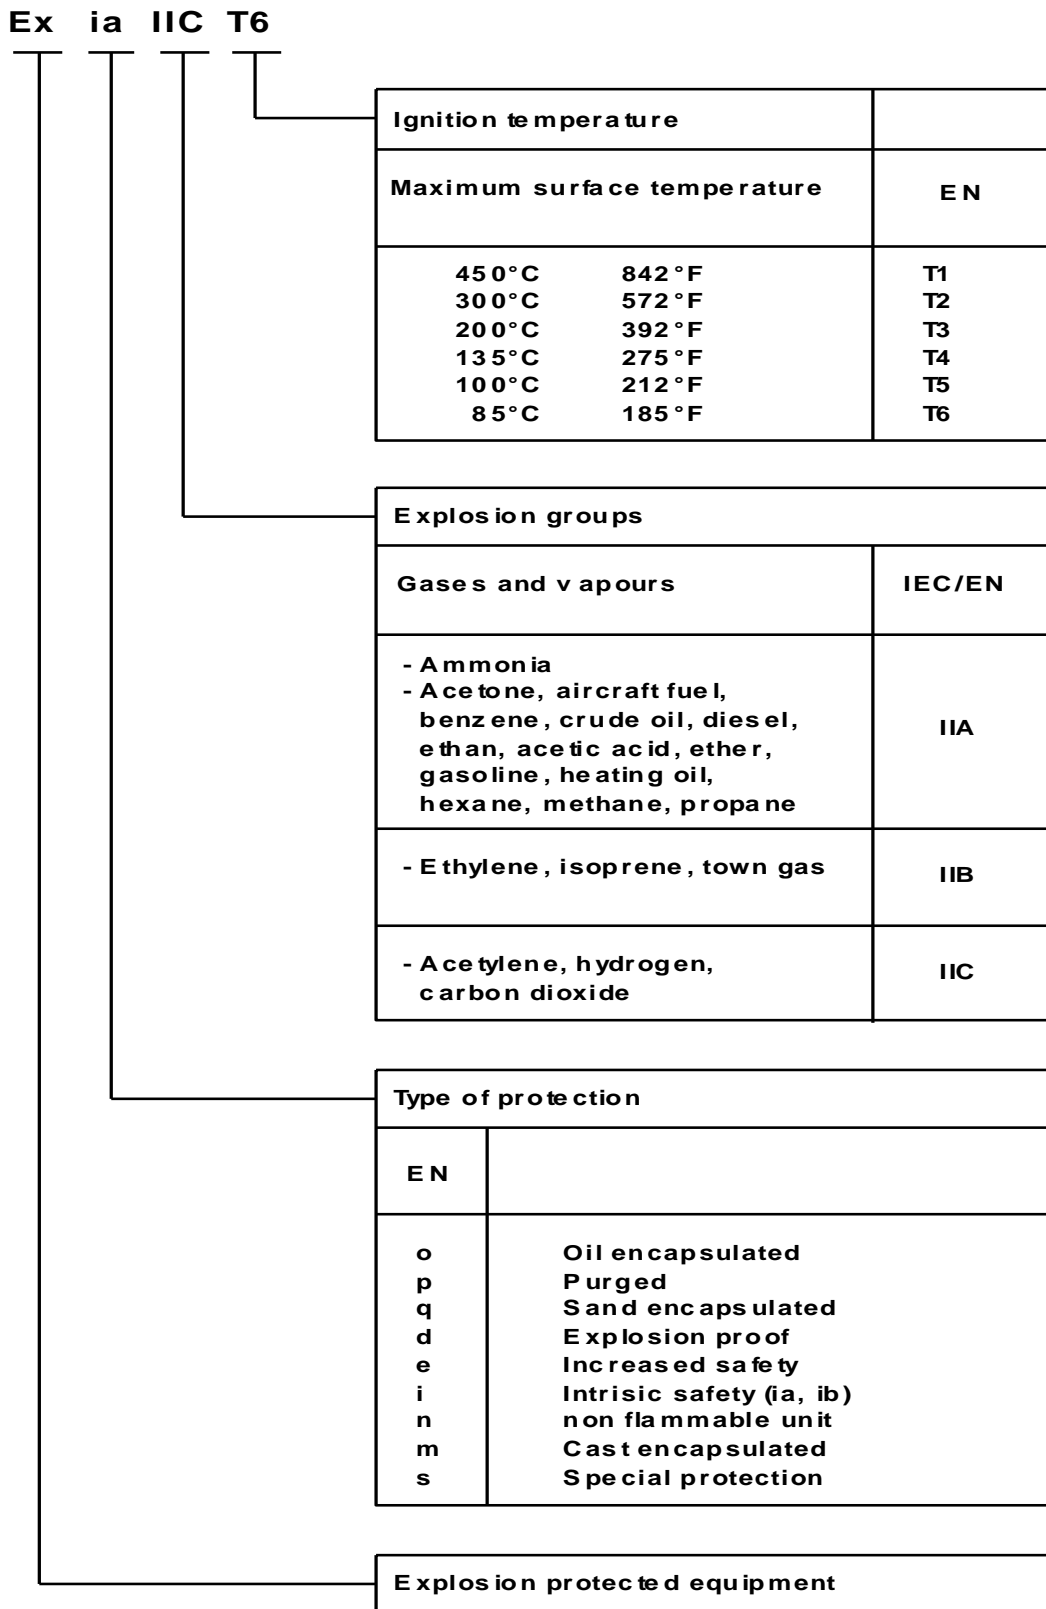 Ex ia IIC T6
Ignition temperature
Maximum surface temperature EN
450°C 842°F T1
300°C 572°F T2
200°C 392°F T3
135°C 275°F T4
100°C 212°F T5
85°C 185°F T6
Explosion groups
Gases and vapours IEC/EN
- Ammonia
- Acetone, aircraft fuel,
benzene, crude oil, diesel,
ethan, acetic acid, ether,
gasoline, heating oil,
hexane, methane, propane
IIA
- Ethylene, isoprene, town gas IIB
- Acetylene, hydrogen,
carbon dioxide
IIC
Type of protection
EN
o Oil encapsulated
p Purged
q Sand encapsulated
d Explosion proof
e Increased safety
i Intrisic safety (ia, ib)
n non flammable unit
m Cast encapsulated
s Special protection
Explosion protected equipment